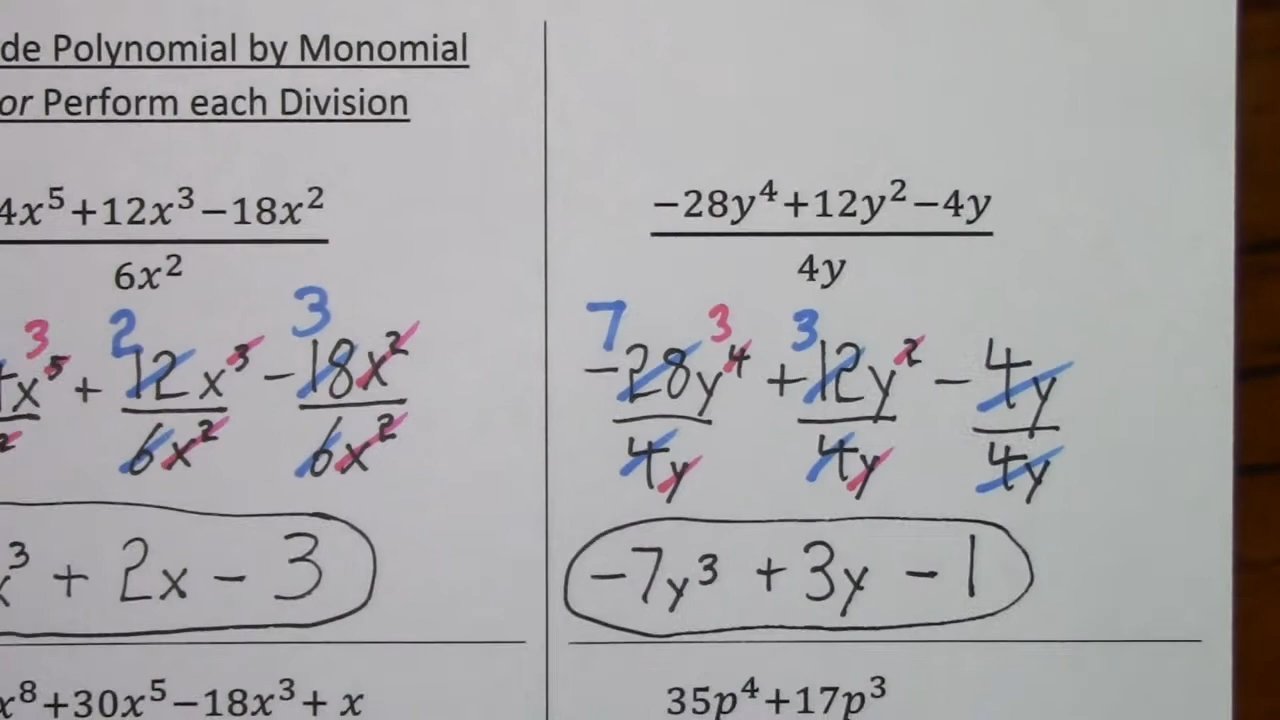 de Polynomial by Monomial
or Perform each Division
4x⁵+12x³−18x²
6x²
3 2 3
x⁵ + 12x³ − 18x²
2 6x² 6x²
³ + 2x − 3
x⁸+30x⁵−18x³+ x
−28y⁴+12y²−4y
4y
7 3 3
−28y⁴ + 12y² − 4y
4y 4y 4y
−7y³ + 3y − 1
35p⁴+17p³